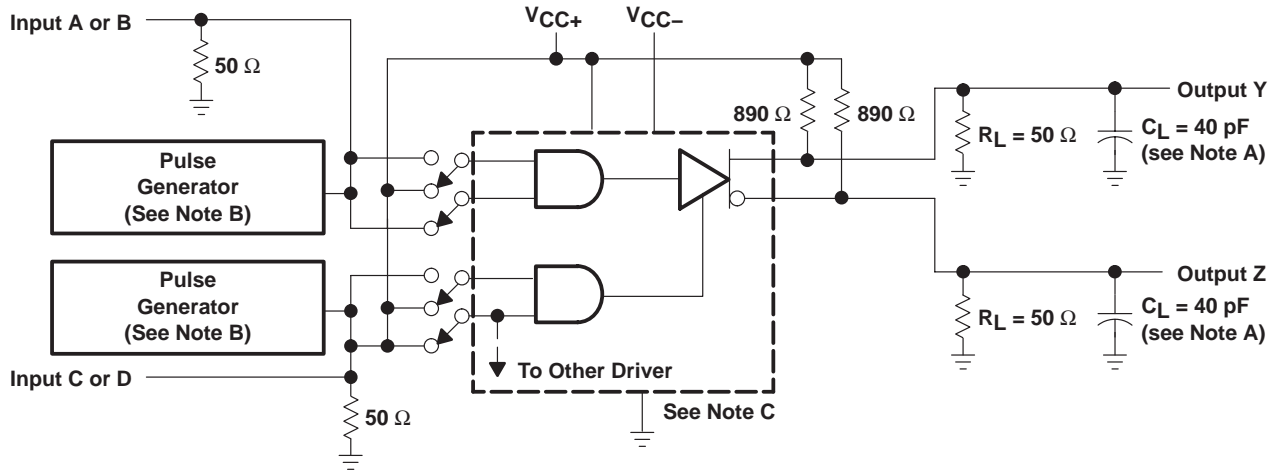 Input A or B
50 Ω
VCC+
VCC–
890 Ω
890 Ω
Output Y
RL = 50 Ω
CL = 40 pF
(see Note A)
Pulse
Generator
(See Note B)
Pulse
Generator
(See Note B)
Output Z
RL = 50 Ω
CL = 40 pF
(see Note A)
Input C or D
To Other Driver
See Note C
50 Ω